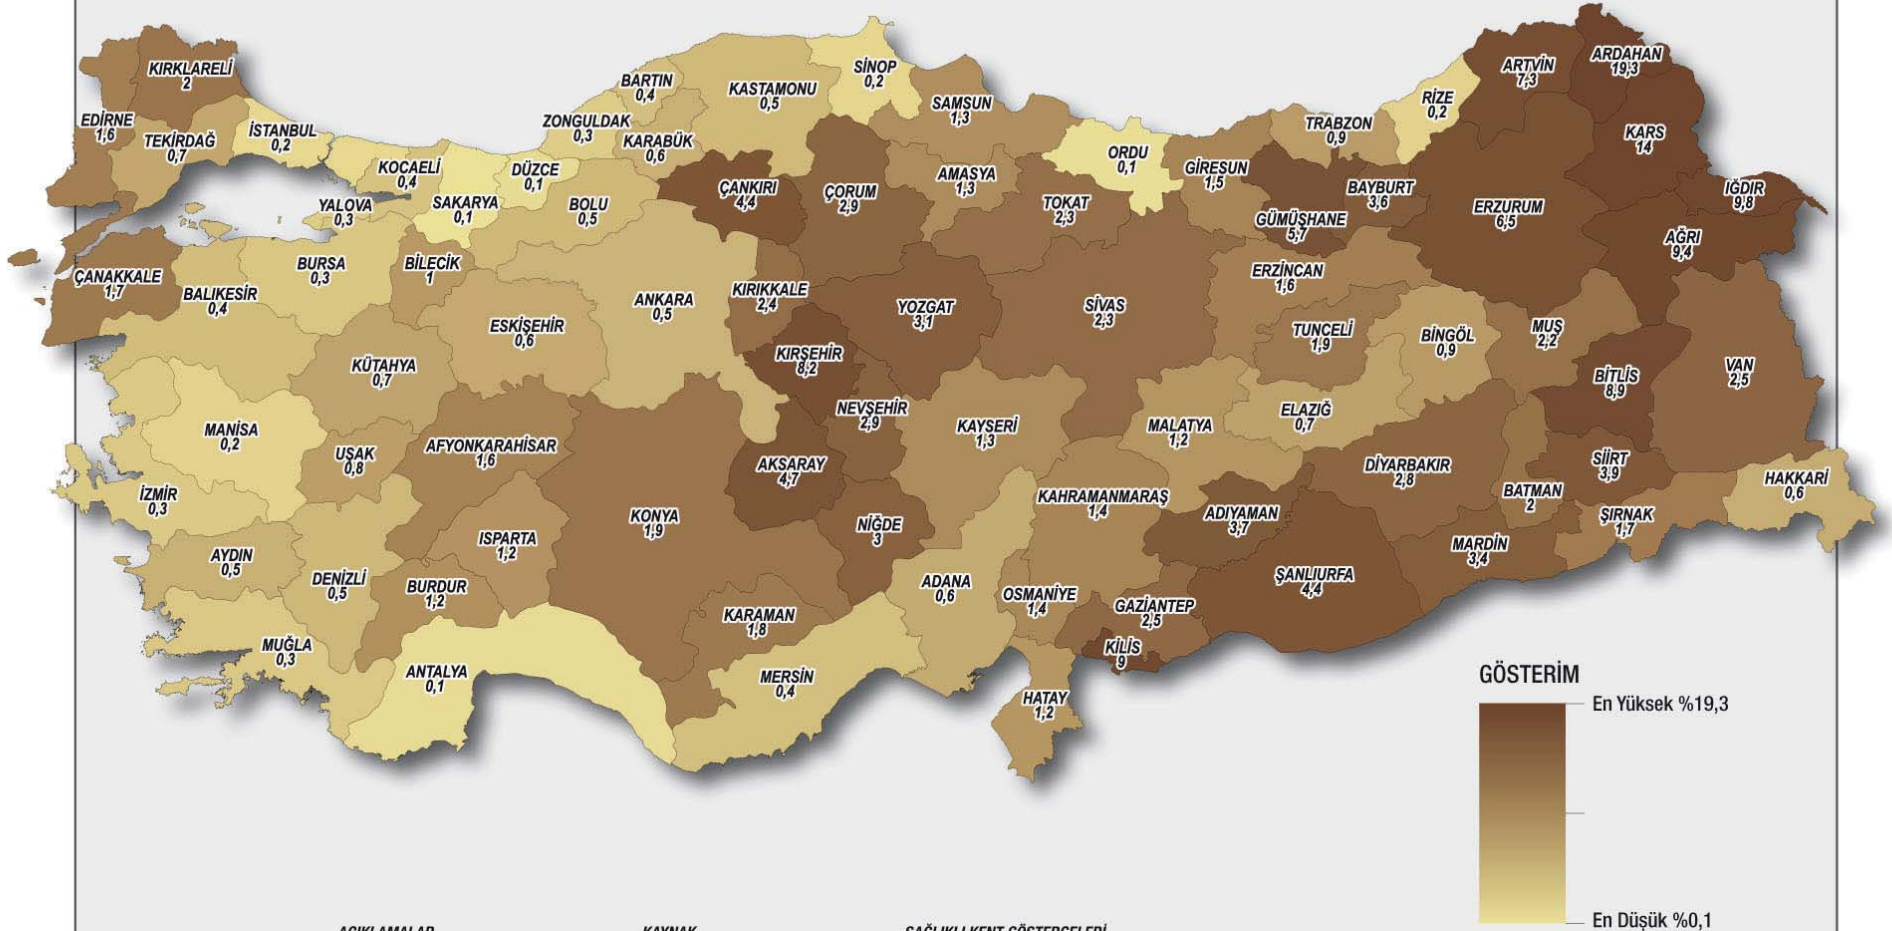 KIRKLARELİ
2
EDİRNE
1,6
TEKİRDAĞ
0,7
İSTANBUL
0,2
KOCAELİ
0,4
YALOVA
0,3
SAKARYA
0,1
DÜZCE
0,1
ZONGULDAK
0,3
BARTIN
0,4
KARABÜK
0,6
KASTAMONU
0,5
SİNOP
0,2
SAMSUN
1,3
BOLU
0,5
ÇANKIRI
4,4
ÇORUM
2,9
AMASYA
1,3
TOKAT
2,3
ORDU
0,1
GİRESUN
1,5
TRABZON
0,9
RİZE
0,2
ARTVİN
7,3
ARDAHAN
19,3
KARS
14
IĞDIR
9,8
AĞRI
9,4
ERZURUM
6,5
BAYBURT
3,6
GÜMÜŞHANE
5,7
ERZİNCAN
1,6
ÇANAKKALE
1,7
BALIKESİR
0,4
BURSA
0,3
BİLECİK
1
ESKİŞEHİR
0,6
ANKARA
0,5
KIRIKKALE
2,4
YOZGAT
3,1
SİVAS
2,3
TUNCELİ
1,9
BİNGÖL
0,9
MUŞ
2,2
BİTLİS
8,9
VAN
2,5
KÜTAHYA
0,7
KIRŞEHİR
8,2
NEVŞEHİR
2,9
KAYSERİ
1,3
MALATYA
1,2
ELAZIĞ
0,7
MANİSA
0,2
UŞAK
0,8
AFYONKARAHİSAR
1,6
AKSARAY
4,7
DİYARBAKIR
2,8
BATMAN
2
SİİRT
3,9
ŞIRNAK
1,7
HAKKARİ
0,6
İZMİR
0,3
AYDIN
0,5
DENİZLİ
0,5
ISPARTA
1,2
BURDUR
1,2
KONYA
1,9
NİĞDE
3
KAHRAMANMARAŞ
1,4
ADIYAMAN
3,7
MARDİN
3,4
ŞANLIURFA
4,4
MUĞLA
0,3
ANTALYA
0,1
KARAMAN
1,8
MERSİN
0,4
ADANA
0,6
OSMANİYE
1,4
GAZİANTEP
2,5
KİLİS
9
HATAY
1,2
GÖSTERİM
En Yüksek %19,3
En Düşük %0,1
AÇIKLAMALAR
KAYNAK
SAĞLIKLI KENT GÖSTERGELERİ